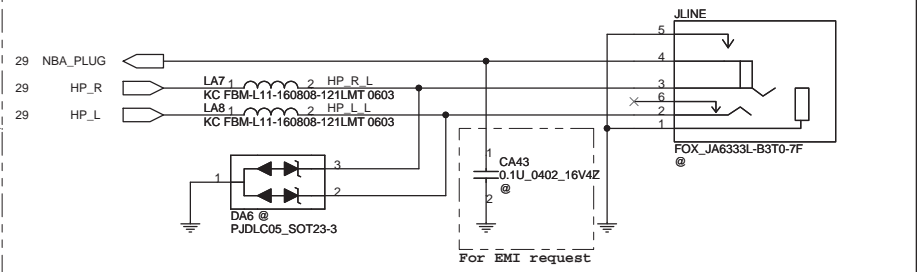 JLINE
5
29 NBA_PLUG
4
29 HP_R
LA7 1 2 HP_R_L
KC FBM-L11-160808-121LMT 0603
3
6
29 HP_L
LA8 1 2 HP_L_L
KC FBM-L11-160808-121LMT 0603
2
1
FOX_JA6333L-B3T0-7F
@
1
3
2
DA6 @
PJDLC05_SOT23-3
1
CA43
0.1U_0402_16V4Z
@
2
For EMI request